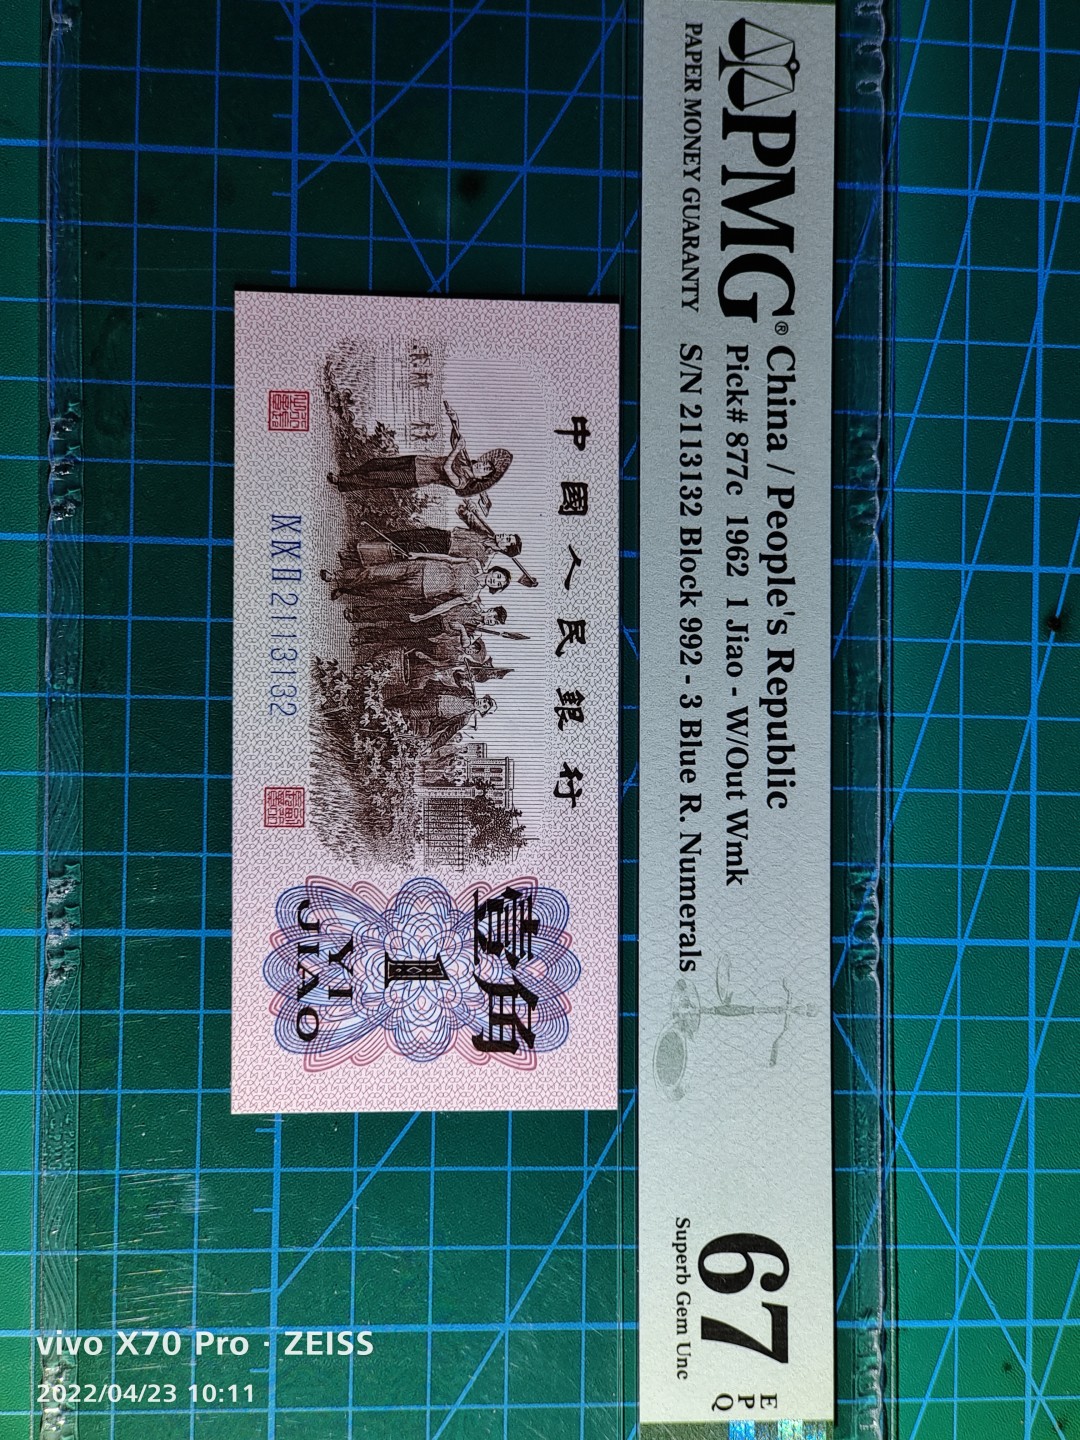 PMG®
PAPER MONEY GUARANTY
China / People's Republic
Pick# 877c 1962 1 Jiao - W/Out Wmk
S/N 2113132 Block 992 - 3 Blue R. Numerals
67
EPQ
Superb Gem Unc
中國人民銀行
壹角
1
YI
JIAO
ⅨⅨⅡ2113132
vivo X70 Pro · ZEISS
2022/04/23 10:11